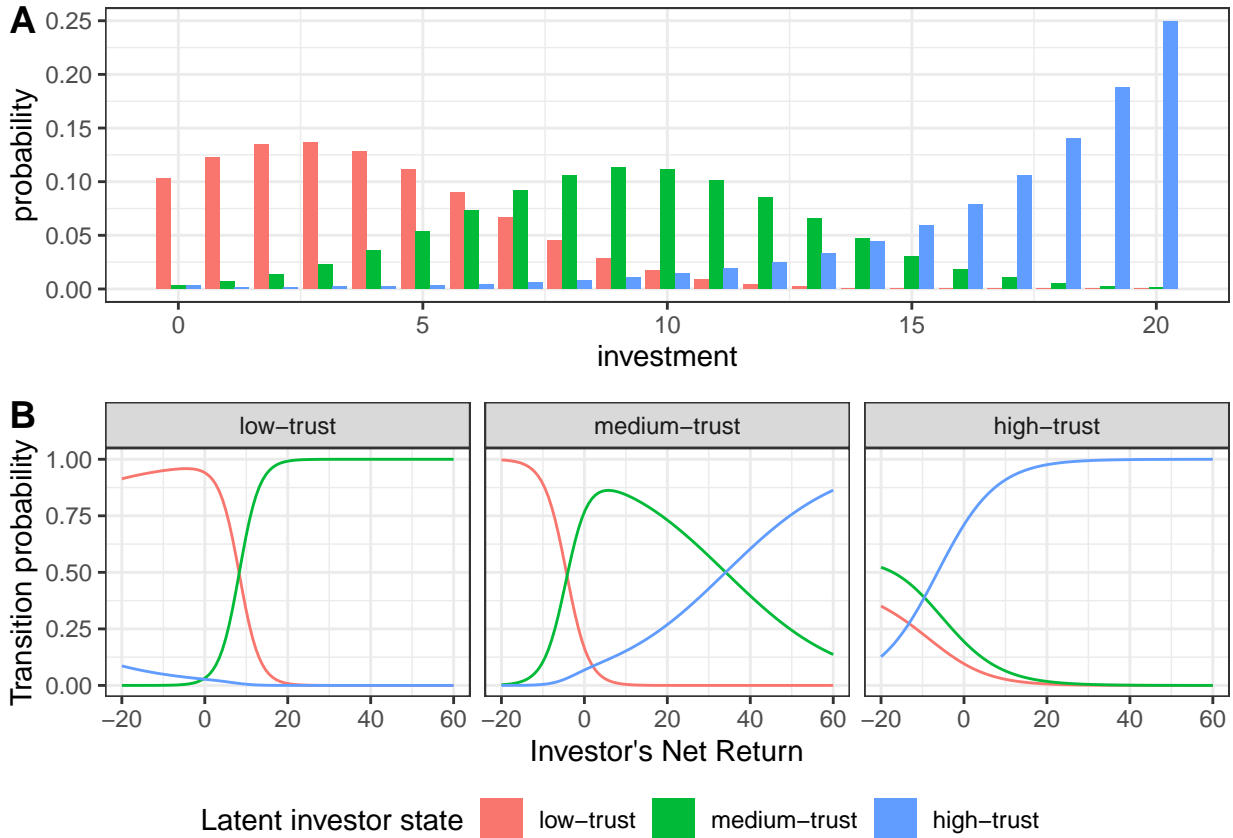 A
0.25
0.20
0.15
0.10
0.05
0.00
probability
0 5 10 15 20
investment
B
low−trust medium−trust high−trust
1.00
0.75
0.50
0.25
0.00
Transition probability
−20 0 20 40 60 −20 0 20 40 60 −20 0 20 40 60
Investor's Net Return
Latent investor state low−trust medium−trust high−trust